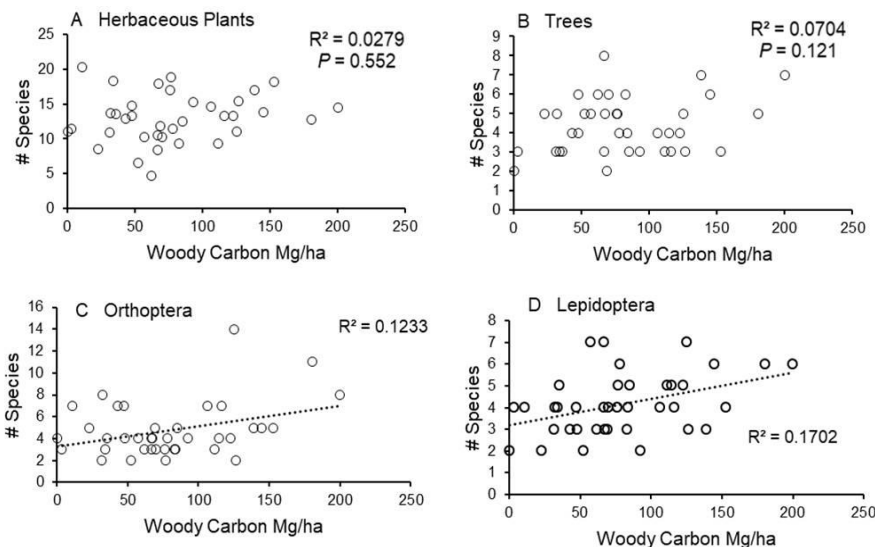 A Herbaceous Plants
R² = 0.0279
P = 0.552
# Species
25
20
15
10
5
0
0 50 100 150 200 250
Woody Carbon Mg/ha
B Trees
R² = 0.0704
P = 0.121
# Species
9
8
7
6
5
4
3
2
1
0
0 50 100 150 200 250
Woody Carbon Mg/ha
C Orthoptera
R² = 0.1233
# Species
16
14
12
10
8
6
4
2
0
0 50 100 150 200 250
Woody Carbon Mg/ha
D Lepidoptera
R² = 0.1702
# Species
8
7
6
5
4
3
2
1
0
0 50 100 150 200 250
Woody Carbon Mg/ha